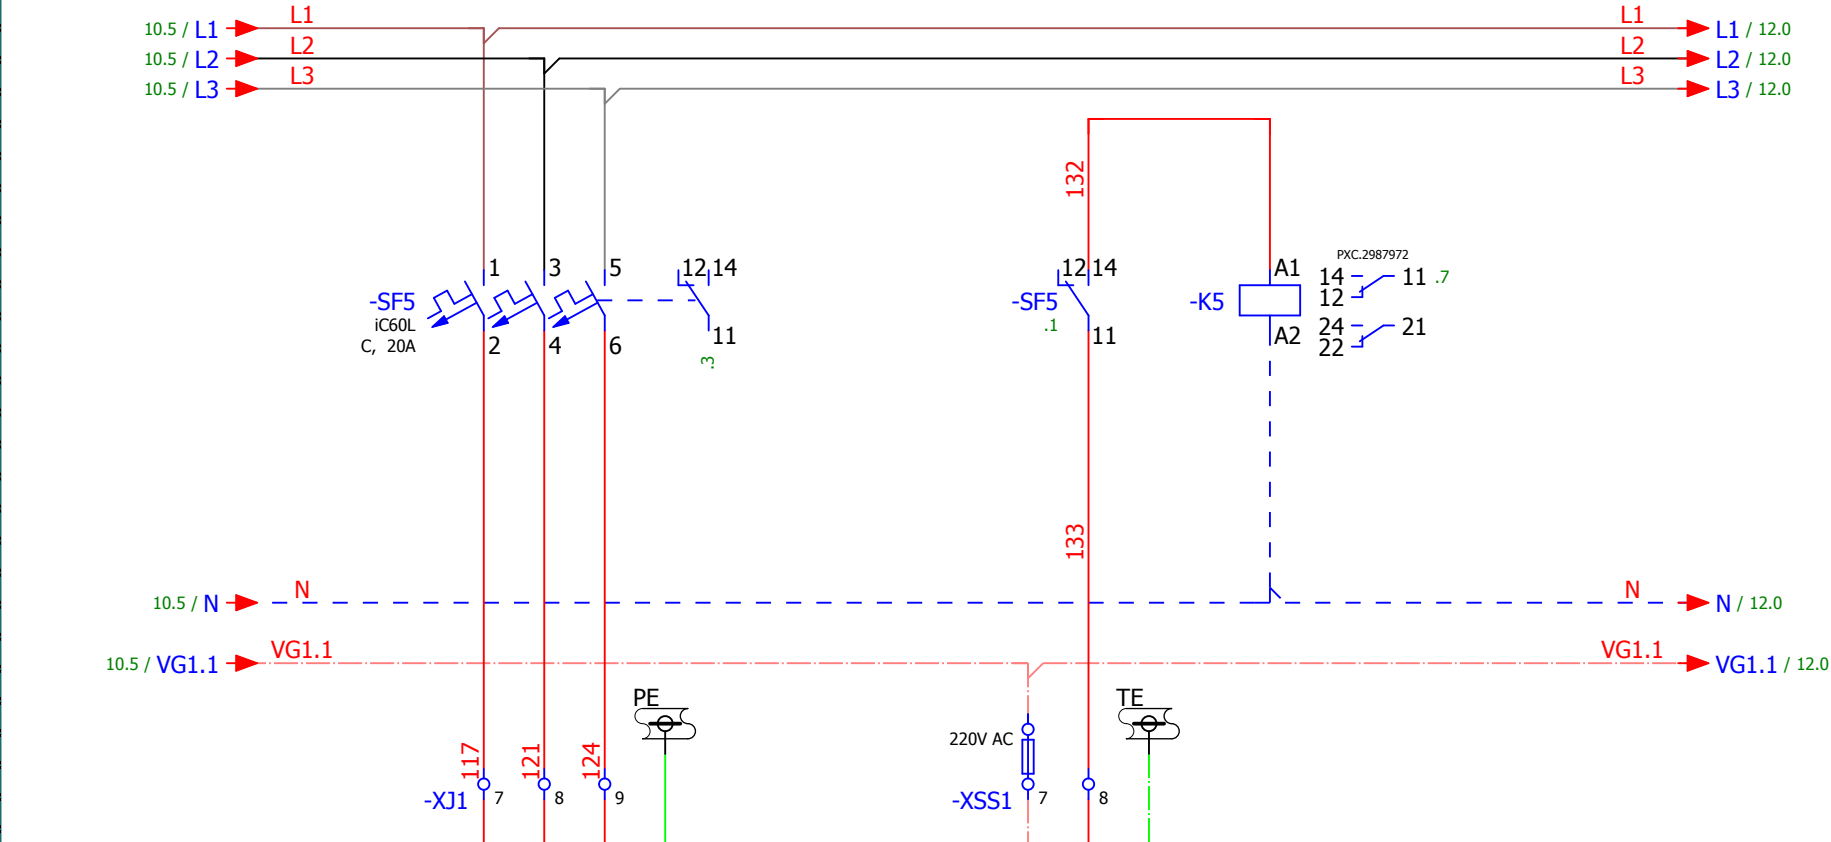 10.5 / L1 L1 L1 L1 / 12.0
10.5 / L2 L2 L2 L2 / 12.0
10.5 / L3 L3 L3 L3 / 12.0
132
PXC.2987972
1 3 5 12 14 12 14 A1 14 11 .7
12
-SF5 -SF5 -K5
iC60L .1 24 21
C, 20A 2 4 6 11 11 A2 22
.3
133
10.5 / N N N N / 12.0
10.5 / VG1.1 VG1.1 VG1.1 VG1.1 / 12.0
PE TE
220V AC
117 121 124
-XJ1 7 8 9 -XSS1 7 8